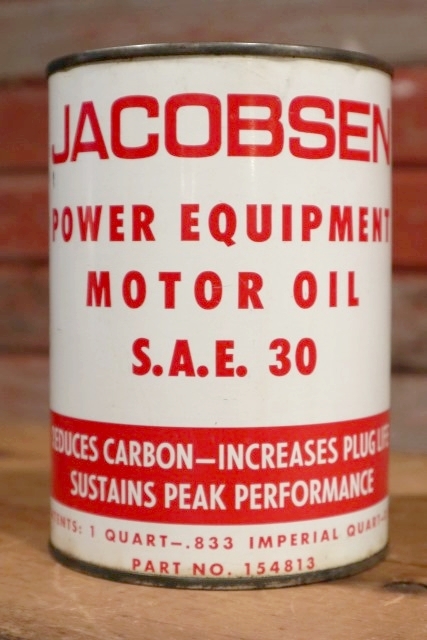 JACOBSEN
POWER EQUIPMENT
MOTOR OIL
S.A.E. 30
REDUCES CARBON—INCREASES PLUG LIFE
SUSTAINS PEAK PERFORMANCE
TENTS: 1 QUART—.833 IMPERIAL QUART
PART NO. 154813